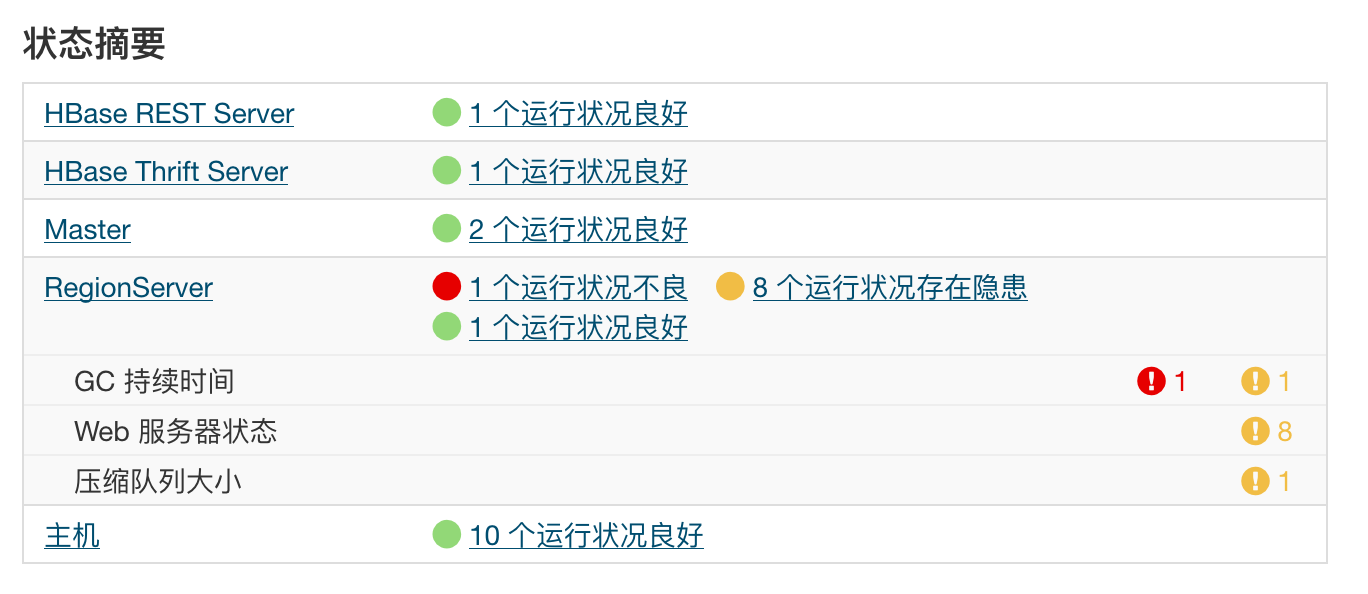 状态摘要
HBase REST Server 1 个运行状况良好
HBase Thrift Server 1 个运行状况良好
Master 2 个运行状况良好
RegionServer 1 个运行状况不良 8 个运行状况存在隐患
1 个运行状况良好
GC 持续时间 1 1
Web 服务器状态 8
压缩队列大小 1
主机 10 个运行状况良好